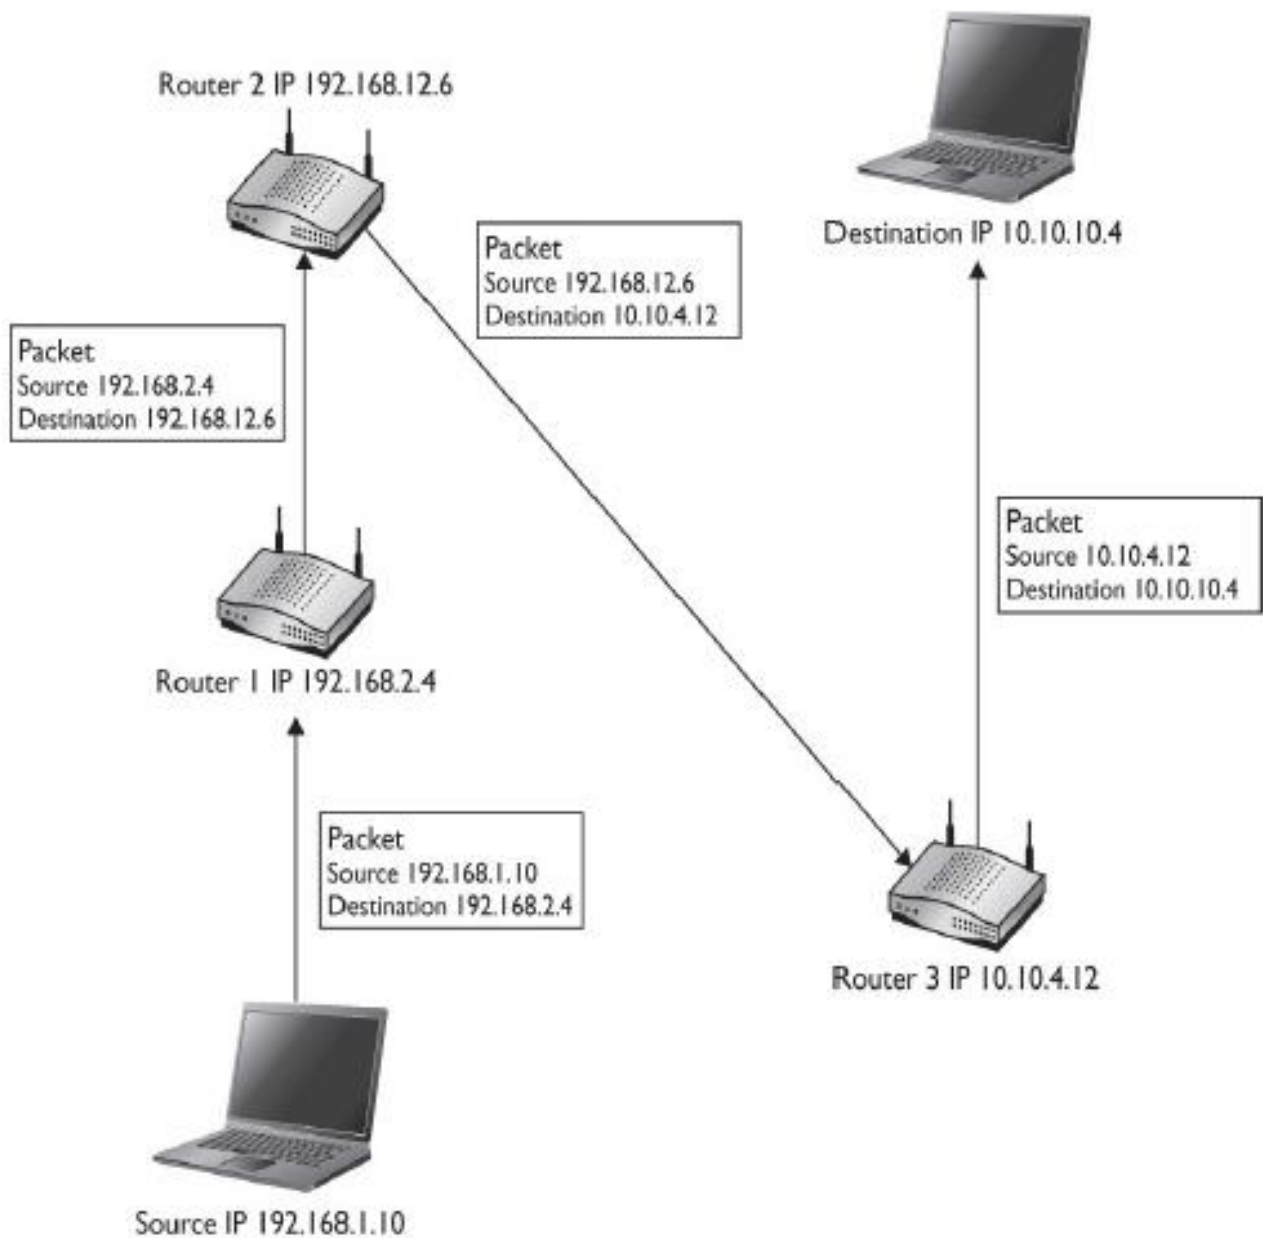 Router 2 IP 192.168.12.6
Destination IP 10.10.10.4
Packet
Source 192.168.12.6
Destination 10.10.4.12
Packet
Source 192.168.2.4
Destination 192.168.12.6
Packet
Source 10.10.4.12
Destination 10.10.10.4
Router 1 IP 192.168.2.4
Packet
Source 192.168.1.10
Destination 192.168.2.4
Router 3 IP 10.10.4.12
Source IP 192.168.1.10